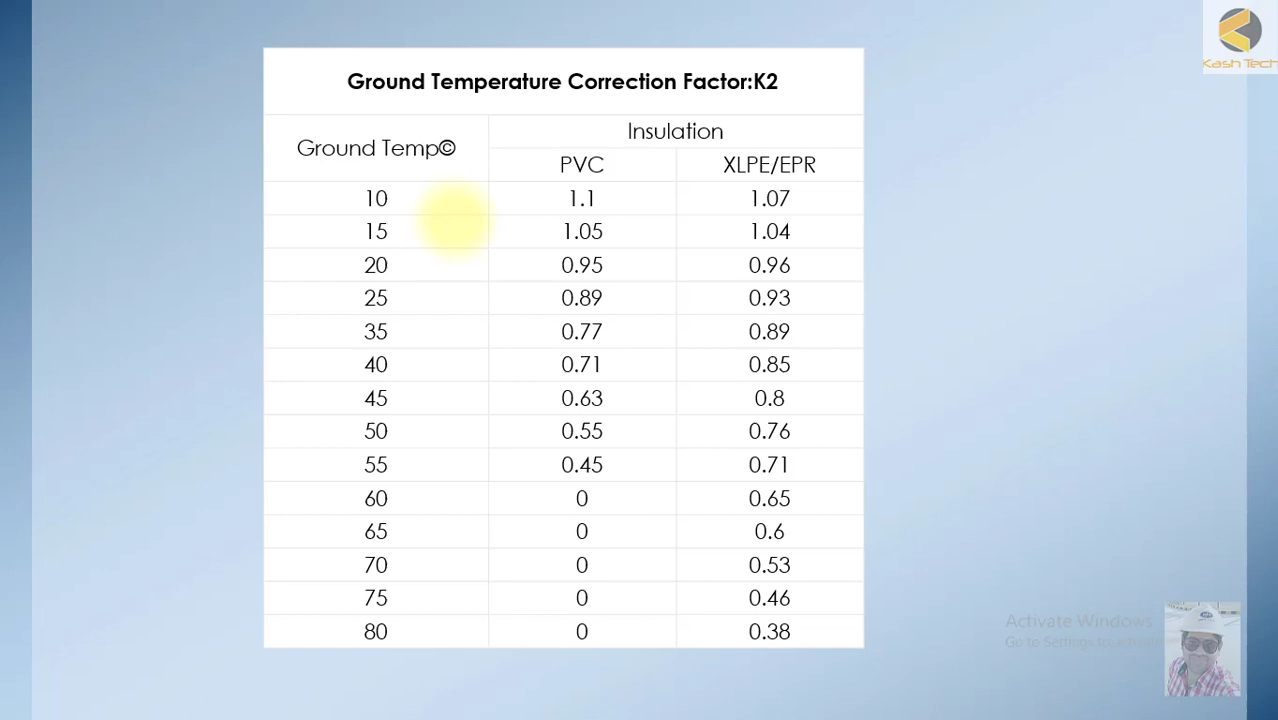 Kash Tech
Ground Temperature Correction Factor:K2
Ground Temp©
Insulation
PVC XLPE/EPR
10 1.1 1.07
15 1.05 1.04
20 0.95 0.96
25 0.89 0.93
35 0.77 0.89
40 0.71 0.85
45 0.63 0.8
50 0.55 0.76
55 0.45 0.71
60 0 0.65
65 0 0.6
70 0 0.53
75 0 0.46
80 0 0.38
Activate Windows
Go to Settings to